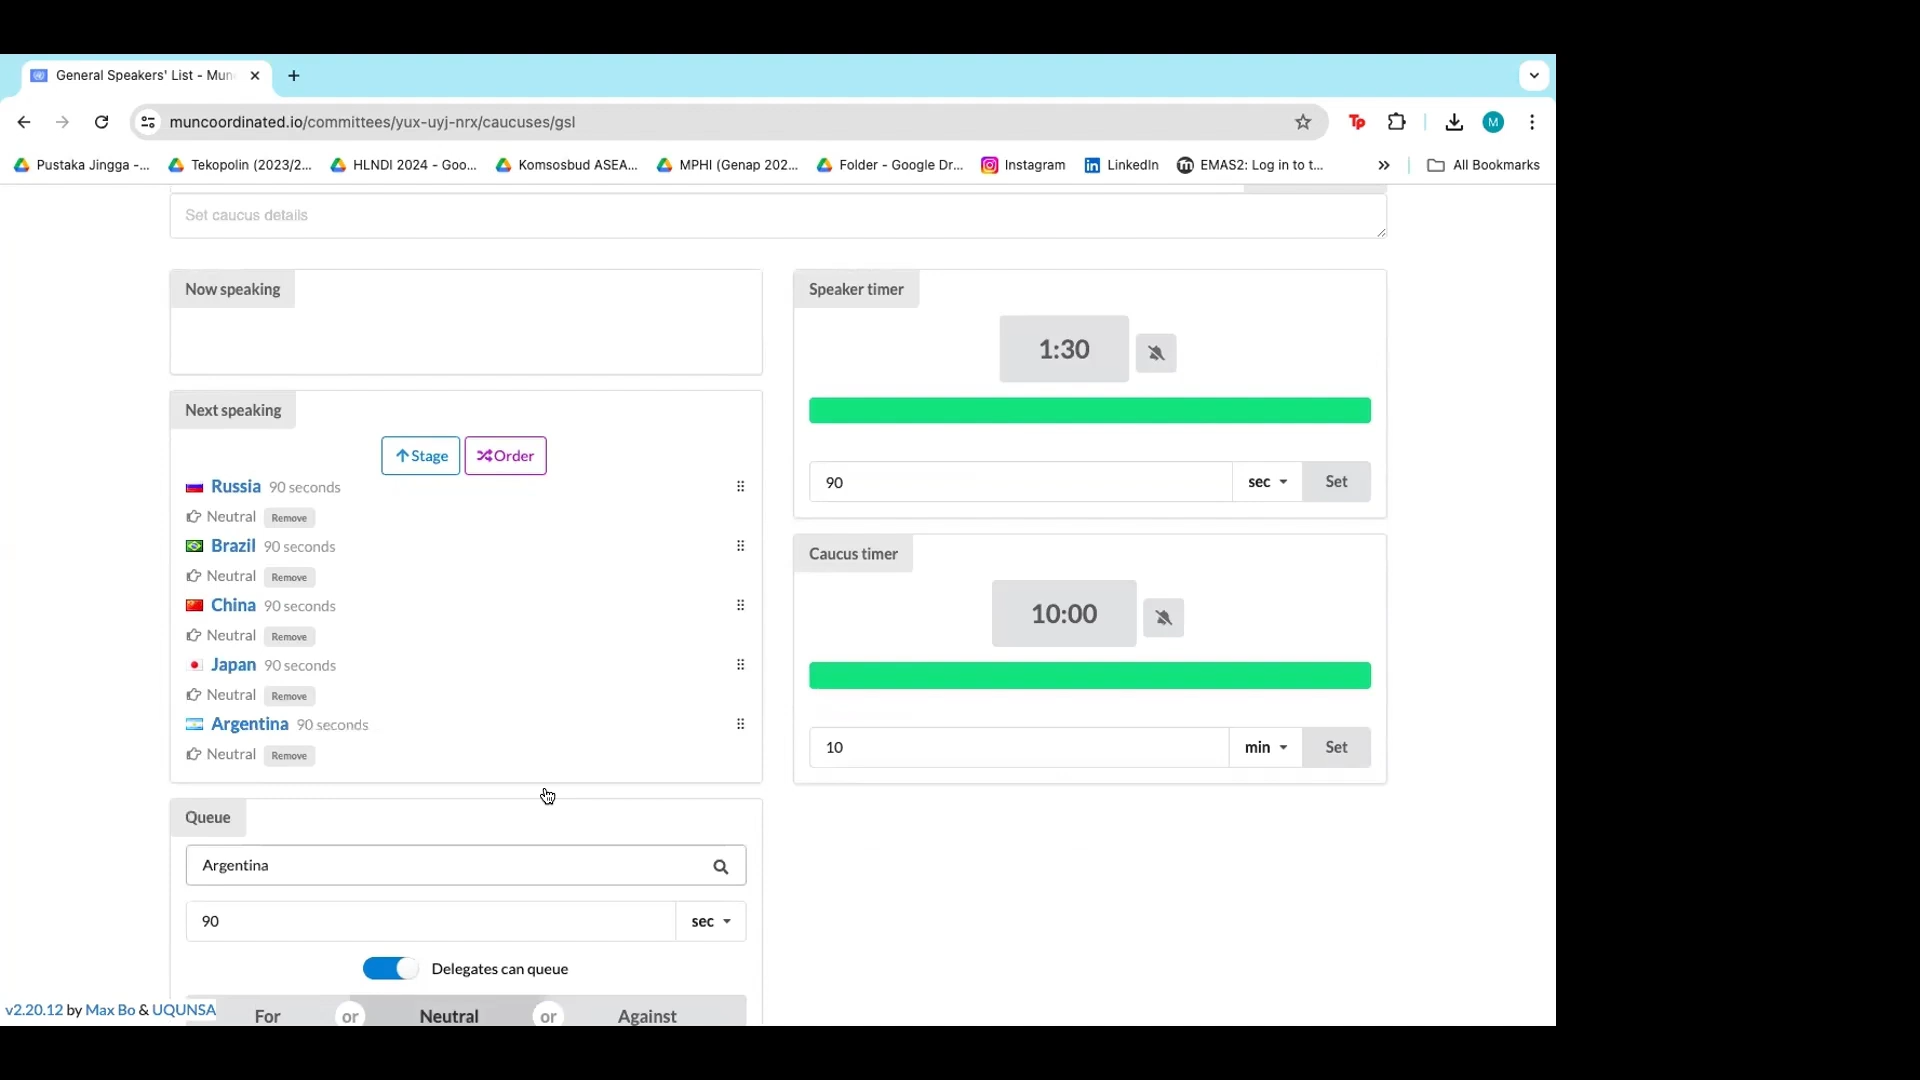 General Speakers' List - Mun
muncoordinated.io/committees/yux-uyj-nrx/caucuses/gsl
Tp
M
Pustaka Jingga -...
Tekopolin (2023/2...
HLNDI 2024 - Goo...
Komsosbud ASEA...
MPHI (Genap 202...
Folder - Google Dr...
Instagram
LinkedIn
EMAS2: Log in to t...
All Bookmarks
Set caucus details
Now speaking
Next speaking
Stage
Order
Russia 90 seconds
Neutral Remove
Brazil 90 seconds
Neutral Remove
China 90 seconds
Neutral Remove
Japan 90 seconds
Neutral Remove
Argentina 90 seconds
Neutral Remove
Queue
Argentina
90 sec
Delegates can queue
For or Neutral or Against
Speaker timer
1:30
90 sec Set
Caucus timer
10:00
10 min Set
v2.20.12 by Max Bo & UQUNSA